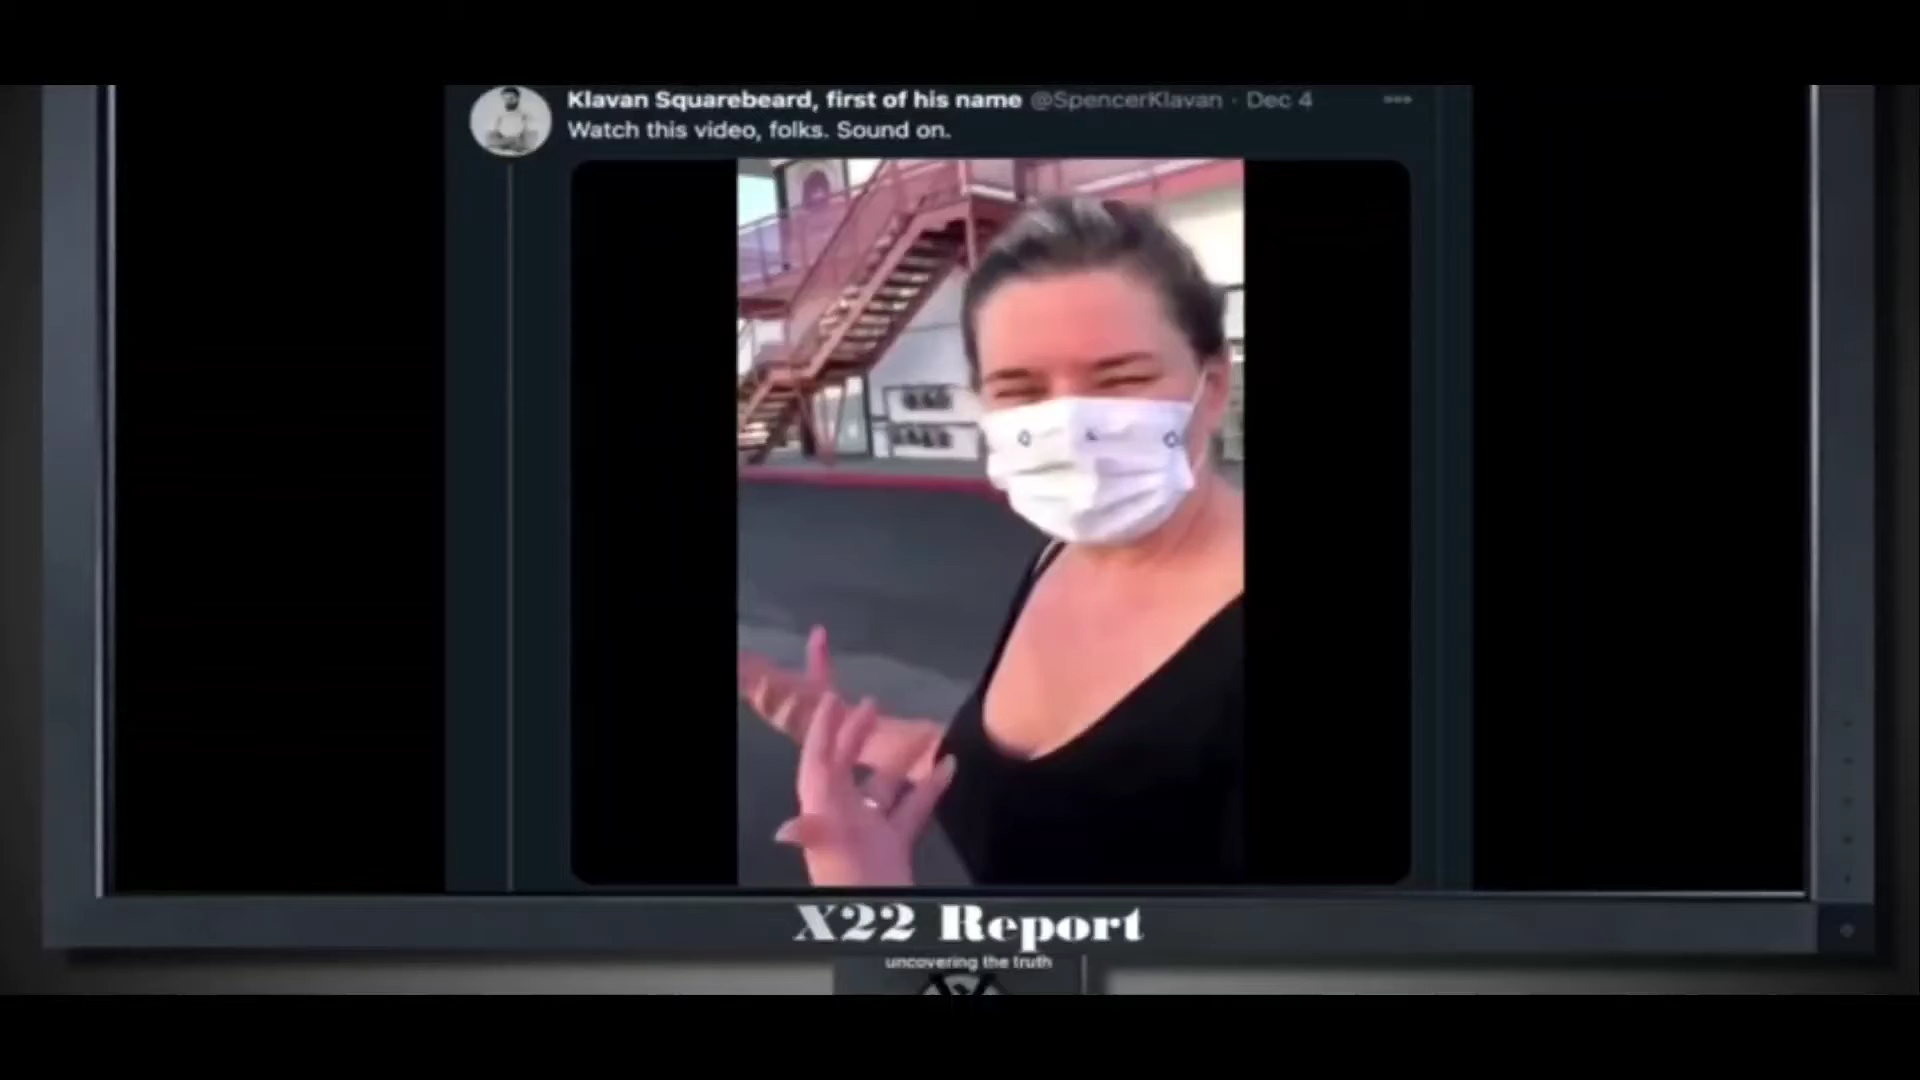 Klavan Squarebeard, first of his name @SpencerKlavan · Dec 4
Watch this video, folks. Sound on.
X22 Report
uncovering the truth